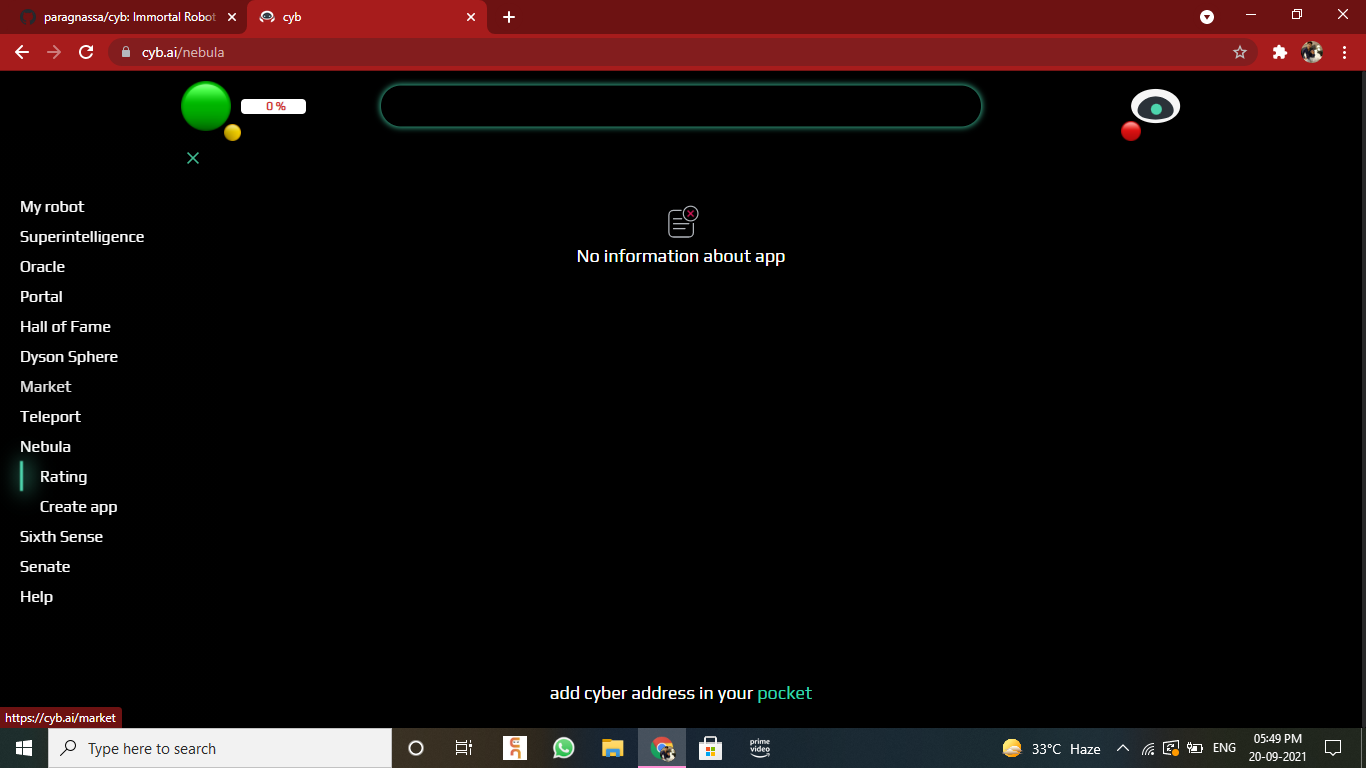 paragnassa/cyb: Immortal Robot
cyb
cyb.ai/nebula
0 %
My robot
Superintelligence
Oracle
Portal
Hall of Fame
Dyson Sphere
Market
Teleport
Nebula
Rating
Create app
Sixth Sense
Senate
Help
No information about app
add cyber address in your pocket
https://cyb.ai/market
Type here to search
prime
video
33°C Haze
ENG
05:49 PM
20-09-2021